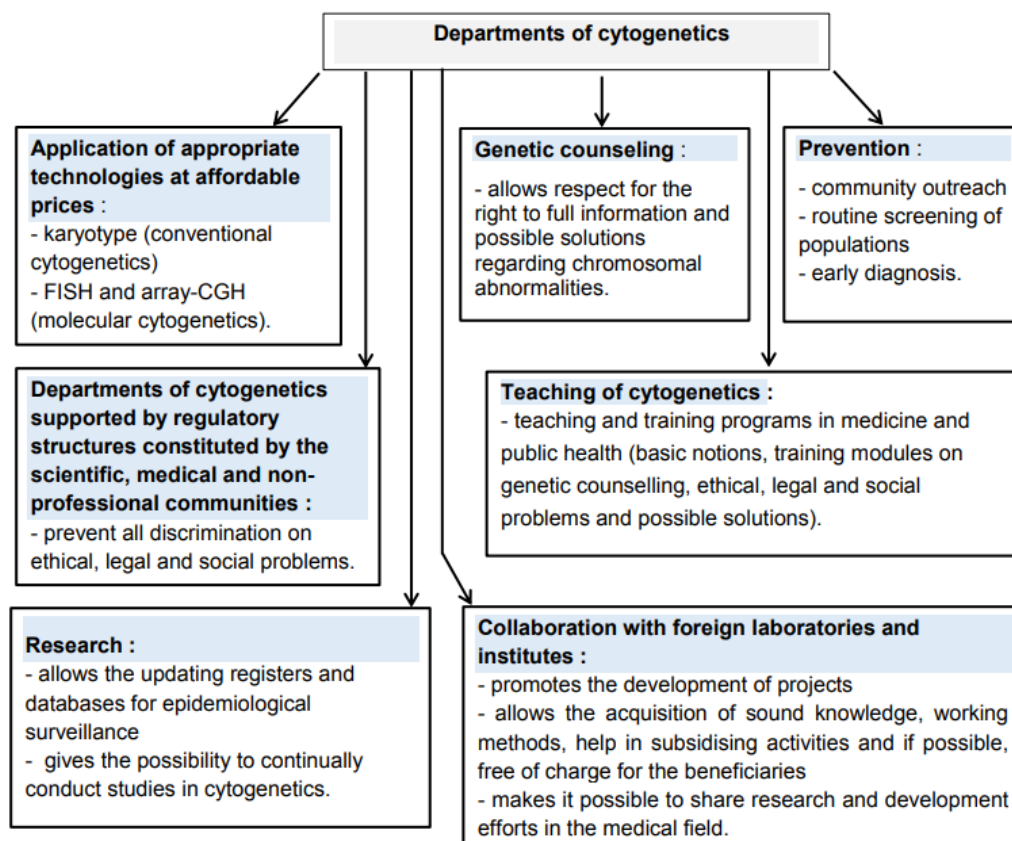 Departments of cytogenetics
Application of appropriate
technologies at affordable
prices :
- karyotype (conventional
cytogenetics)
- FISH and array-CGH
(molecular cytogenetics).
Genetic counseling :
- allows respect for the
right to full information and
possible solutions
regarding chromosomal
abnormalities.
Prevention :
- community outreach
- routine screening of
populations
- early diagnosis.
Departments of cytogenetics
supported by regulatory
structures constituted by the
scientific, medical and non-
professional communities :
- prevent all discrimination on
ethical, legal and social problems.
Teaching of cytogenetics :
- teaching and training programs in medicine and
public health (basic notions, training modules on
genetic counselling, ethical, legal and social
problems and possible solutions).
Research :
- allows the updating registers and
databases for epidemiological
surveillance
- gives the possibility to continually
conduct studies in cytogenetics.
Collaboration with foreign laboratories and
institutes :
- promotes the development of projects
- allows the acquisition of sound knowledge, working
methods, help in subsidising activities and if possible,
free of charge for the beneficiaries
- makes it possible to share research and development
efforts in the medical field.